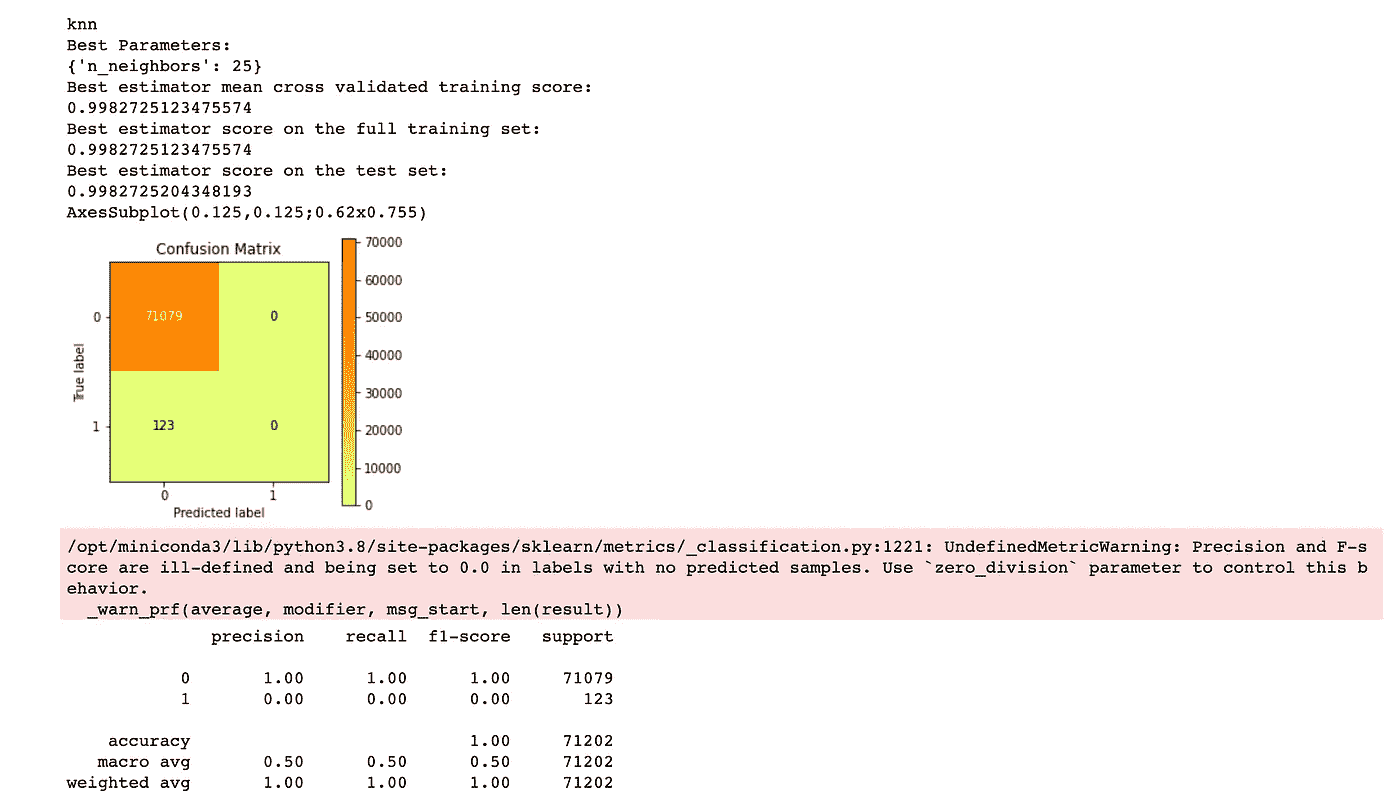 knn
Best Parameters:
{'n_neighbors': 25}
Best estimator mean cross validated training score:
0.9982725123475574
Best estimator score on the full training set:
0.9982725123475574
Best estimator score on the test set:
0.9982725204348193
AxesSubplot(0.125,0.125;0.62x0.755)
Confusion Matrix
70000
60000
50000
40000
30000
20000
10000
0
True label
0
71079
0
1
123
0
0
1
Predicted label
/opt/miniconda3/lib/python3.8/site-packages/sklearn/metrics/_classification.py:1221: UndefinedMetricWarning: Precision and F-s
core are ill-defined and being set to 0.0 in labels with no predicted samples. Use `zero_division` parameter to control this b
ehavior.
_warn_prf(average, modifier, msg_start, len(result))
precision recall f1-score support
0 1.00 1.00 1.00 71079
1 0.00 0.00 0.00 123
accuracy 1.00 71202
macro avg 0.50 0.50 0.50 71202
weighted avg 1.00 1.00 1.00 71202